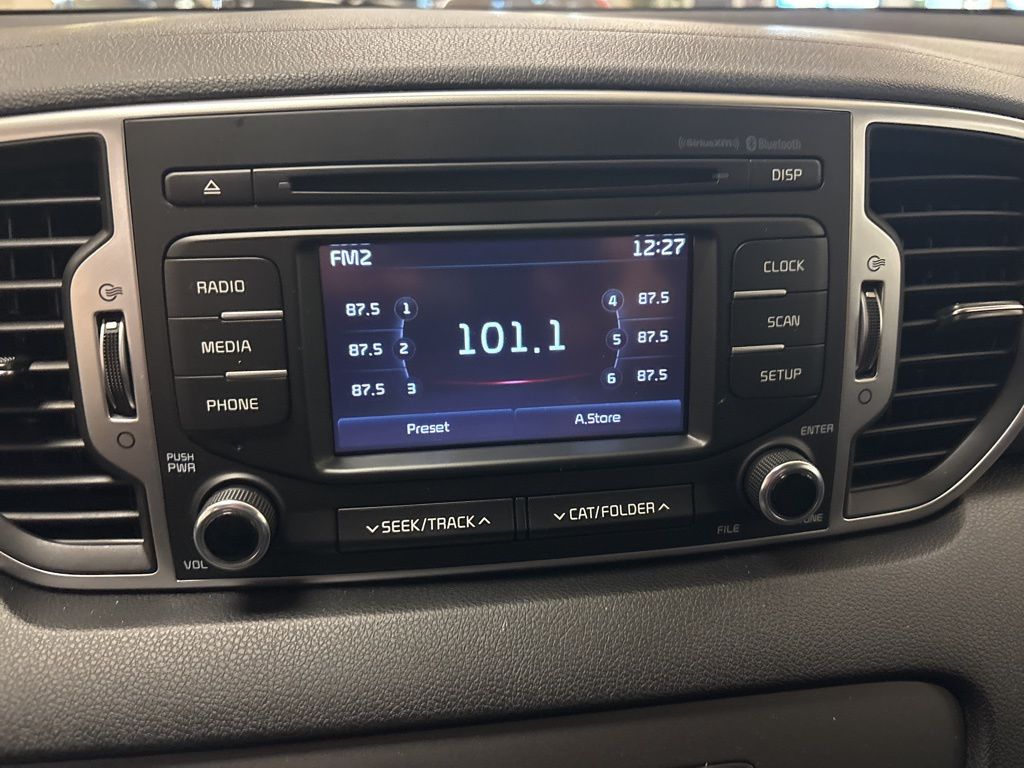 (((SiriusXM))) Bluetooth
DISP
FM2 12:27
RADIO
MEDIA
PHONE
87.5 1
87.5 2
87.5 3
101.1
4 87.5
5 87.5
6 87.5
Preset A.Store
CLOCK
SCAN
SETUP
PUSH
PWR
VOL
SEEK/TRACK
CAT/FOLDER
ENTER
FILE